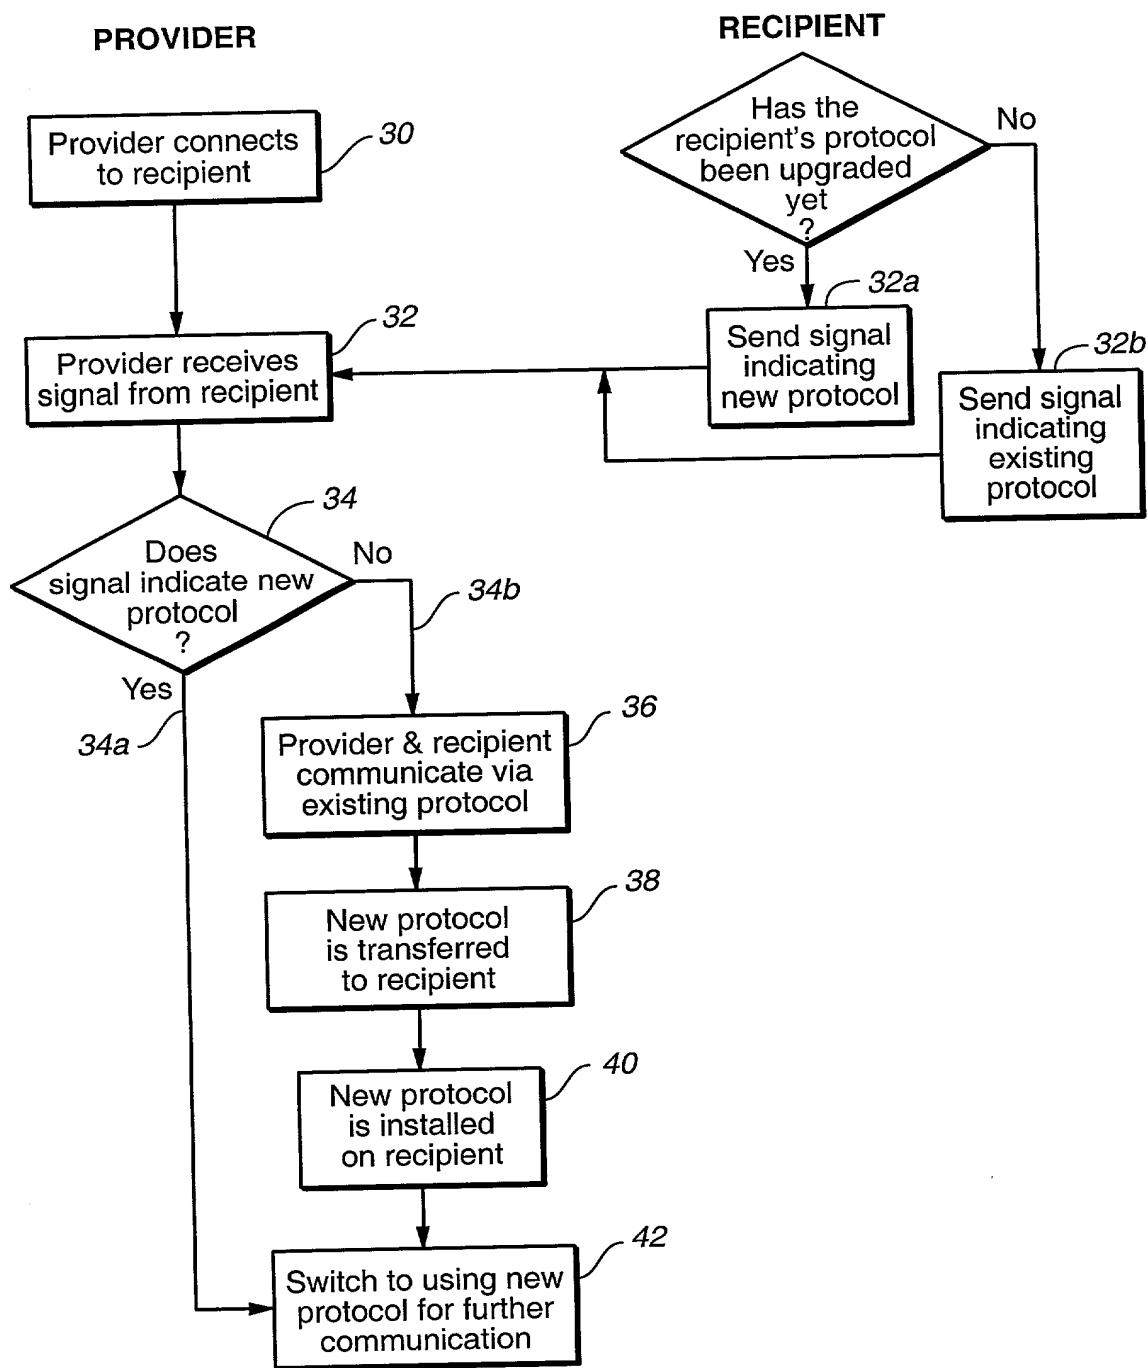 PROVIDER
RECIPIENT
Provider connects
to recipient
30
Has the
recipient's protocol
been upgraded
yet
?
No
Yes
32a
Send signal
indicating
new protocol
32b
Send signal
indicating
existing
protocol
32
Provider receives
signal from recipient
34
Does
signal indicate new
protocol
?
No
34b
Yes
34a
36
Provider & recipient
communicate via
existing protocol
38
New protocol
is transferred
to recipient
40
New protocol
is installed
on recipient
42
Switch to using new
protocol for further
communication